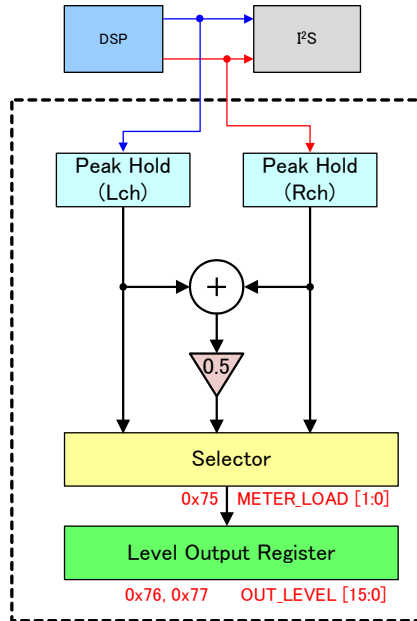 DSP
I²S
Peak Hold
(Lch)
Peak Hold
(Rch)
+
0.5
Selector
0x75 METER_LOAD [1:0]
Level Output Register
0x76, 0x77 OUT_LEVEL [15:0]